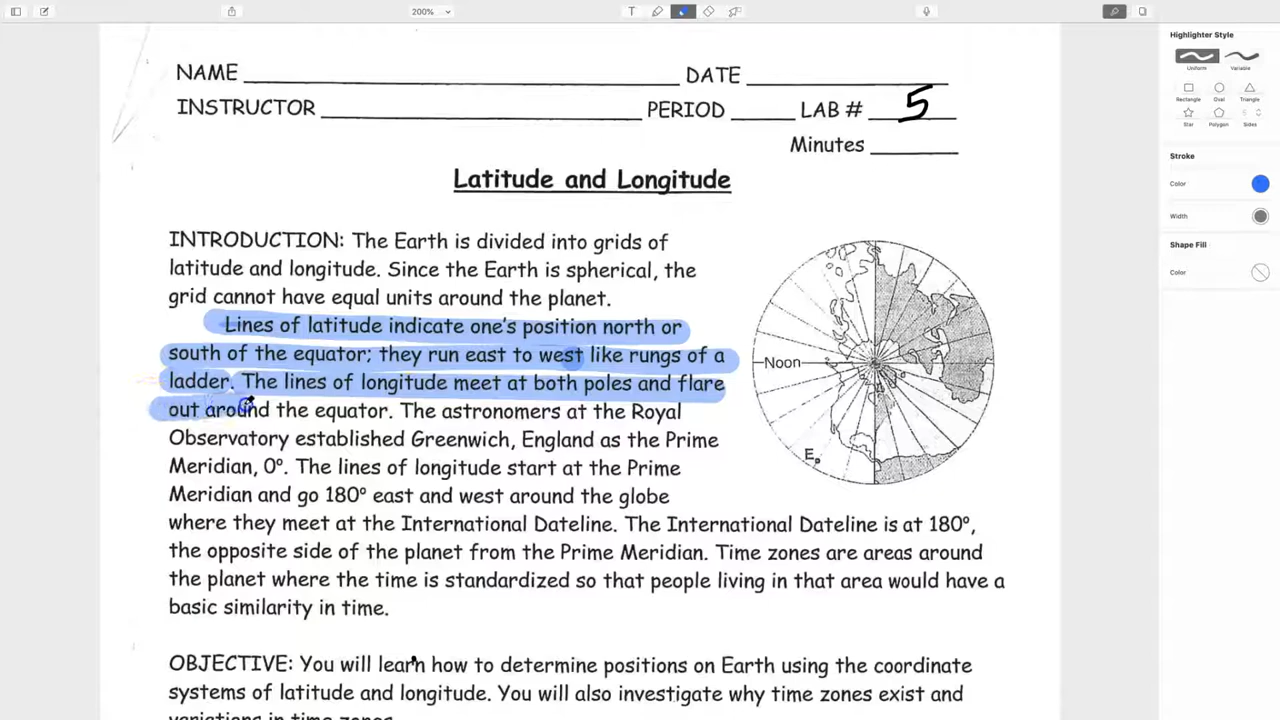 200%
T
NAME DATE
INSTRUCTOR PERIOD LAB # 5
Minutes
Latitude and Longitude
INTRODUCTION: The Earth is divided into grids of
latitude and longitude. Since the Earth is spherical, the
grid cannot have equal units around the planet.
Lines of latitude indicate one's position north or
south of the equator; they run east to west like rungs of a
ladder. The lines of longitude meet at both poles and flare
out around the equator. The astronomers at the Royal
Observatory established Greenwich, England as the Prime
Meridian, 0°. The lines of longitude start at the Prime
Meridian and go 180° east and west around the globe
where they meet at the International Dateline. The International Dateline is at 180°,
the opposite side of the planet from the Prime Meridian. Time zones are areas around
the planet where the time is standardized so that people living in that area would have a
basic similarity in time.
Noon
E
OBJECTIVE: You will learn how to determine positions on Earth using the coordinate
systems of latitude and longitude. You will also investigate why time zones exist and
variations in time zones.
Highlighter Style
Uniform Variable
Rectangle Oval Triangle
5
Star Polygon Sides
Stroke
Color
Width
Shape Fill
Color